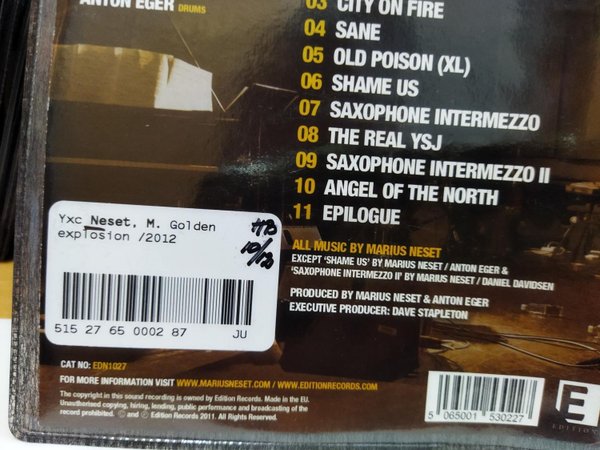 ANTON EGER DRUMS
03 CITY ON FIRE
04 SANE
05 OLD POISON (XL)
06 SHAME US
07 SAXOPHONE INTERMEZZO
08 THE REAL YSJ
09 SAXOPHONE INTERMEZZO II
10 ANGEL OF THE NORTH
11 EPILOGUE
Yxc Neset, M. Golden
explosion /2012
10/13
515 27 65 0002 87 JU
ALL MUSIC BY MARIUS NESET
EXCEPT 'SHAME US' BY MARIUS NESET / ANTON EGER &
'SAXOPHONE INTERMEZZO II' BY MARIUS NESET / DANIEL DAVIDSEN
PRODUCED BY MARIUS NESET & ANTON EGER
EXECUTIVE PRODUCER: DAVE STAPLETON
CAT NO: EDN1027
FOR MORE INFORMATION VISIT WWW.MARIUSNESET.COM / WWW.EDITIONRECORDS.COM
The copyright in this sound recording is owned by Edition Records. Made in the EU.
Unauthorised copying, hiring, lending, public performance and broadcasting of the
record prohibited. © and ℗ Edition Records 2011. All Rights Reserved.
5 065001 530227
E
EDITION